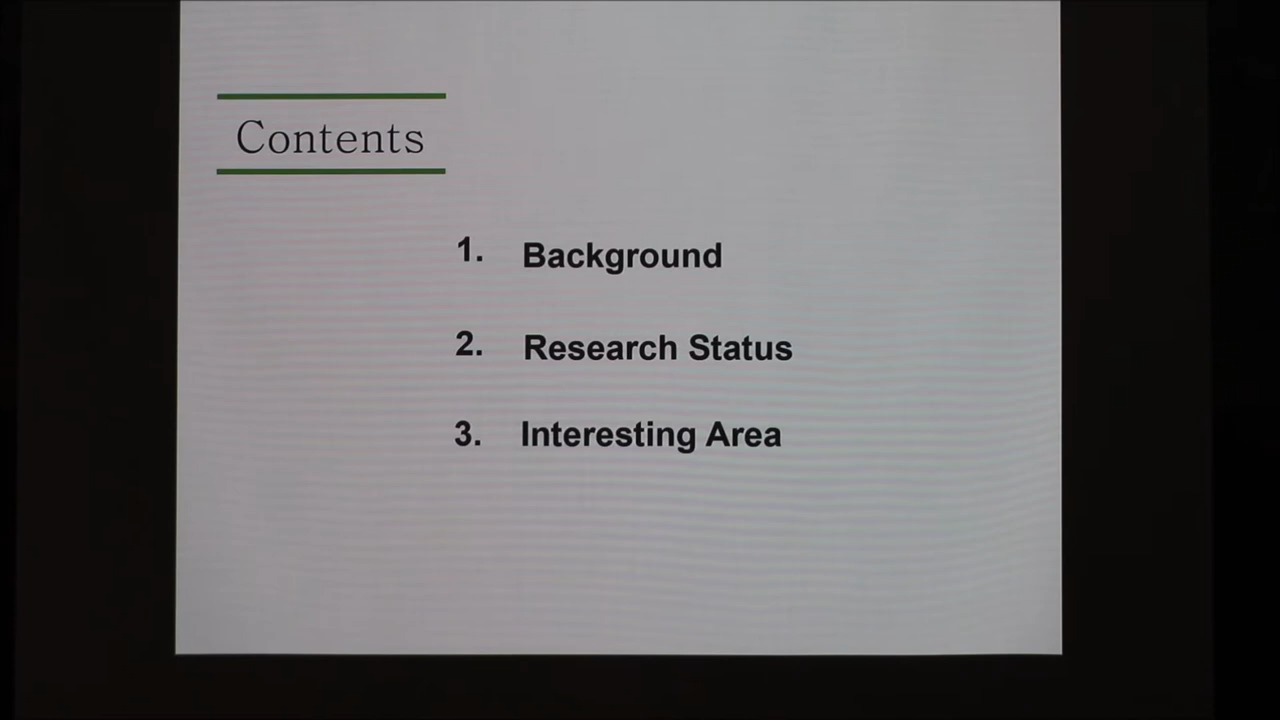 Contents
1. Background
2. Research Status
3. Interesting Area